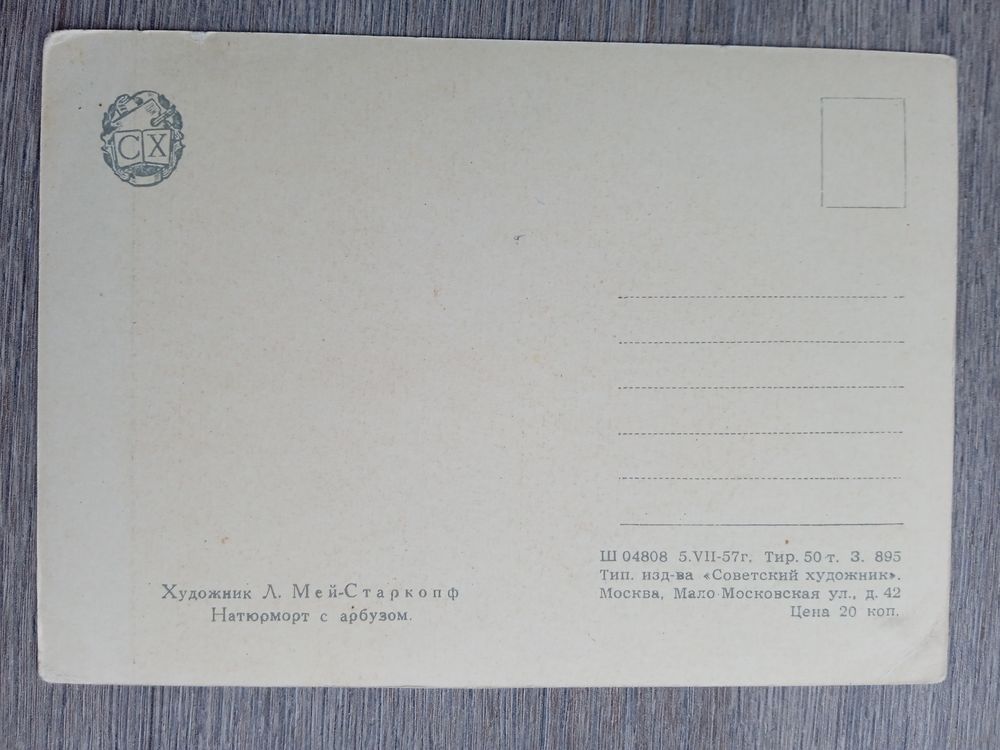 СХ
Художник Л. Мей-Старкопф
Натюрморт с арбузом.
Ш 04808 5.VII-57г. Тир. 50 т. З. 895
Тип. изд-ва «Советский художник».
Москва, Мало Московская ул., д. 42
Цена 20 коп.